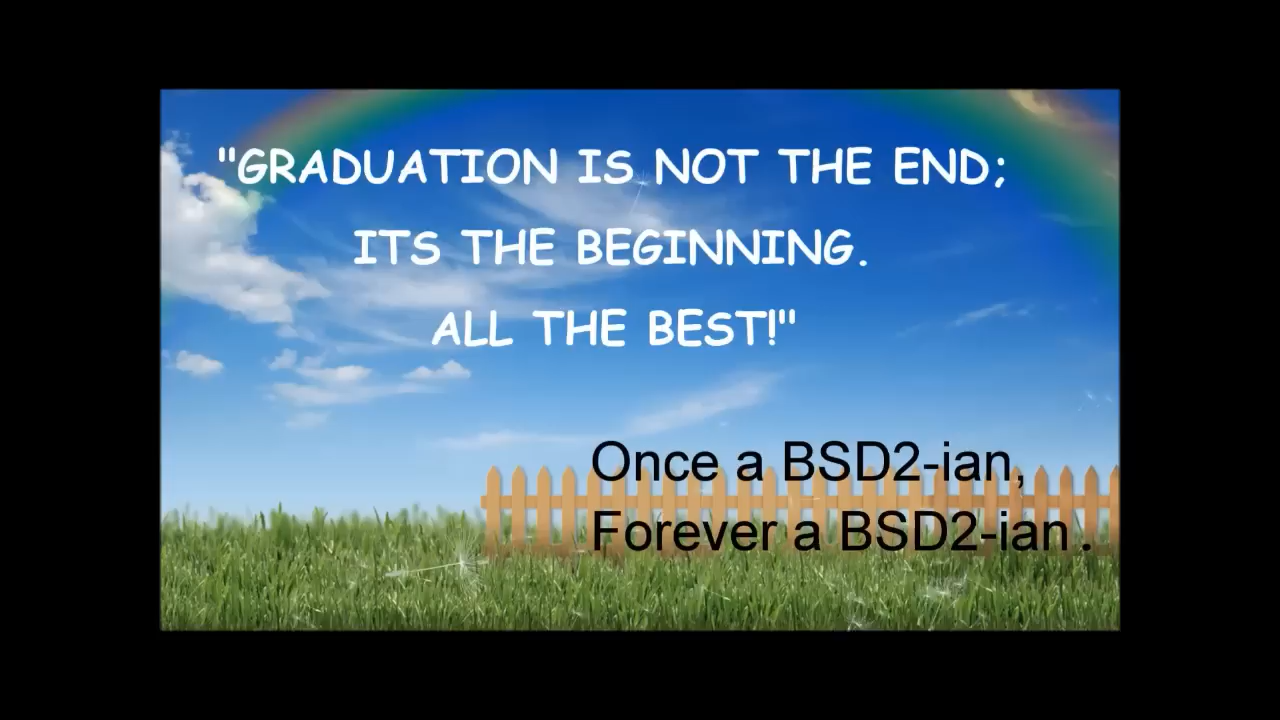 "GRADUATION IS NOT THE END;
ITS THE BEGINNING.
ALL THE BEST!"
Once a BSD2-ian,
Forever a BSD2-ian.